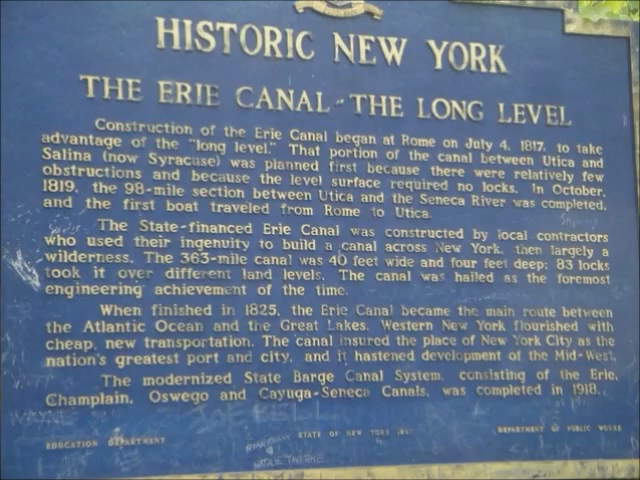 HISTORIC NEW YORK
THE ERIE CANAL - THE LONG LEVEL
Construction of the Erie Canal began at Rome on July 4, 1817, to take
advantage of the "long level." That portion of the canal between Utica and
Salina (now Syracuse) was planned first because there were relatively few
obstructions and because the level surface required no locks. In October,
1819, the 98-mile section between Utica and the Seneca River was completed,
and the first boat traveled from Rome to Utica.
The State-financed Erie Canal was constructed by local contractors
who used their ingenuity to build a canal across New York, then largely a
wilderness. The 363-mile canal was 40 feet wide and four feet deep; 83 locks
took it over different land levels. The canal was hailed as the foremost
engineering achievement of the time.
When finished in 1825, the Erie Canal became the main route between
the Atlantic Ocean and the Great Lakes. Western New York flourished with
cheap, new transportation. The canal insured the place of New York City as the
nation's greatest port and city, and it hastened development of the Mid-West.
The modernized State Barge Canal System, consisting of the Erie,
Champlain, Oswego and Cayuga-Seneca Canals, was completed in 1918.
WAYNE JOE BELL
EDUCATION DEPARTMENT STATE OF NEW YORK DEPARTMENT OF PUBLIC WORKS